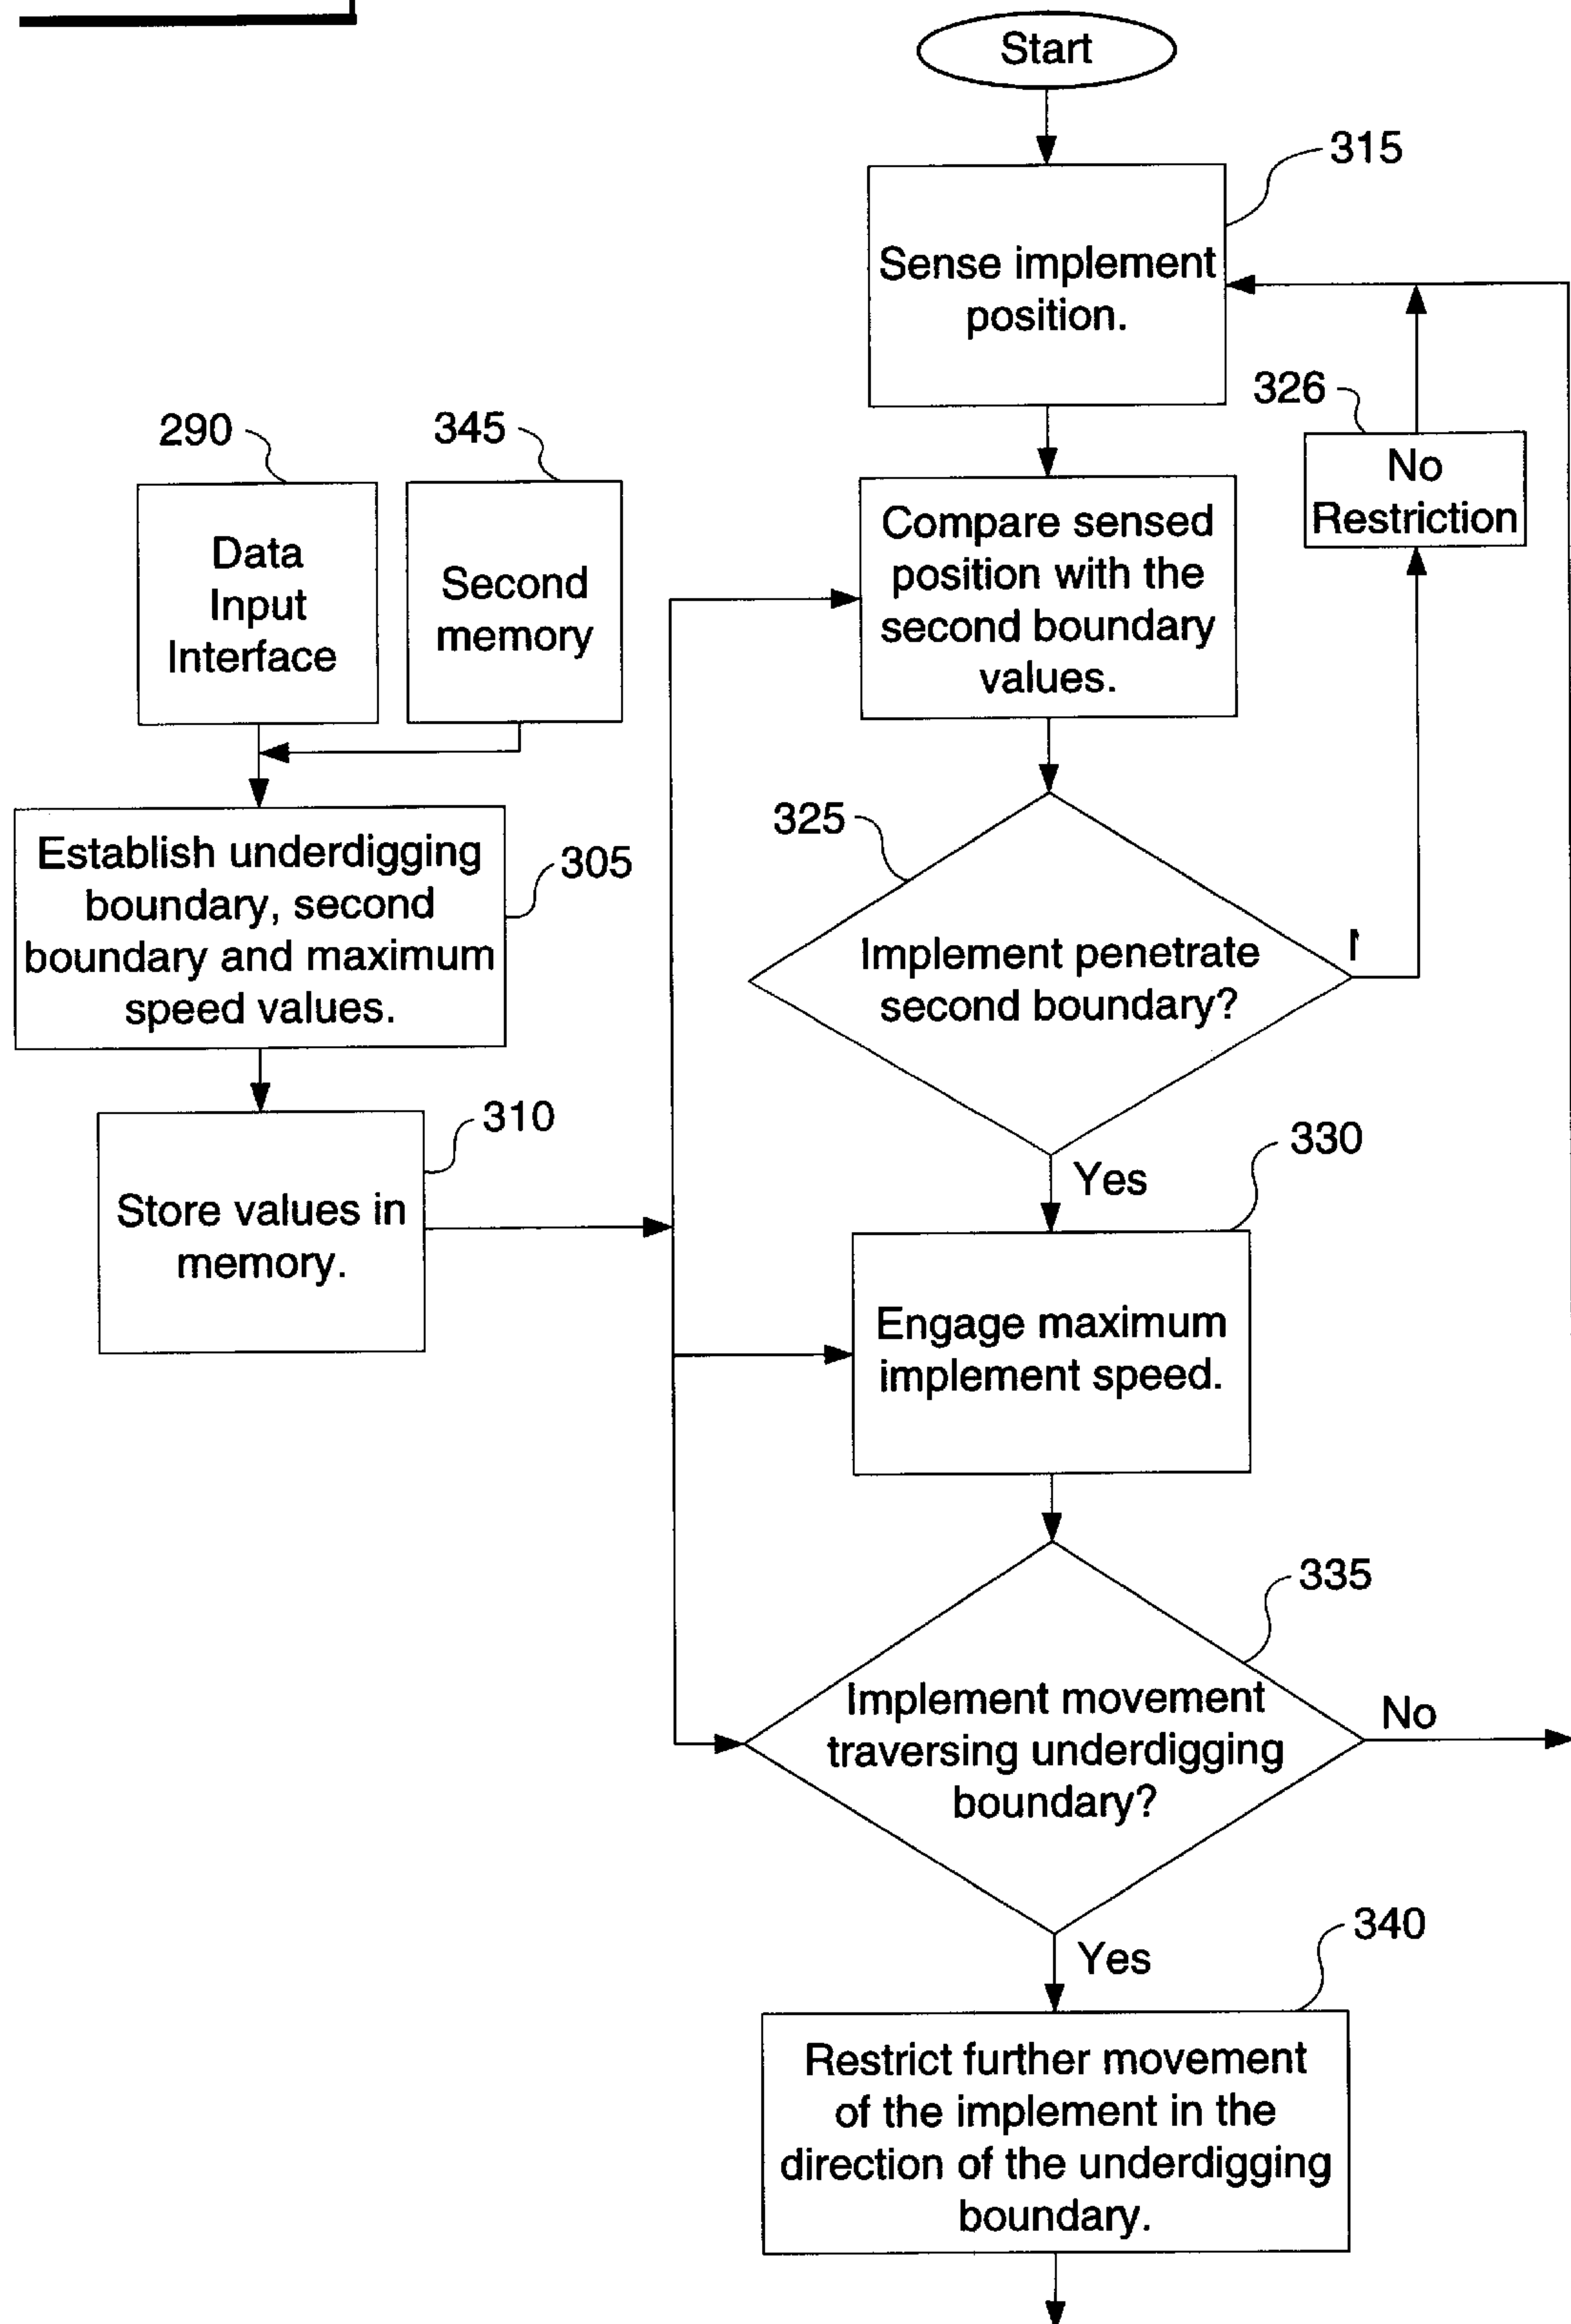 Start
315
Sense implement
position.
326
No
Restriction
290
345
Data
Input
Interface
Second
memory
Compare sensed
position with the
second boundary
values.
325
Implement penetrate
second boundary?
Establish underdigging
boundary, second
boundary and maximum
speed values.
305
310
Store values in
memory.
Yes
330
Engage maximum
implement speed.
335
Implement movement
traversing underdigging
boundary?
No
Yes
340
Restrict further movement
of the implement in the
direction of the underdigging
boundary.